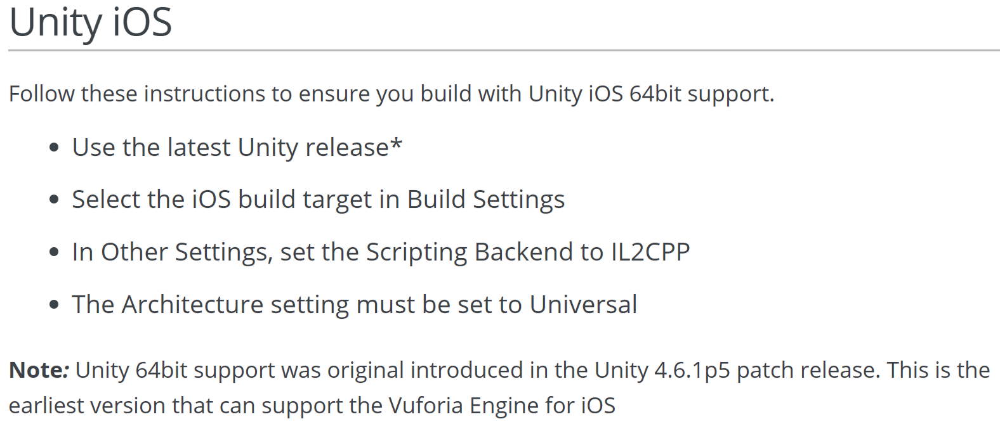 Unity iOS
Follow these instructions to ensure you build with Unity iOS 64bit support.
• Use the latest Unity release*
• Select the iOS build target in Build Settings
• In Other Settings, set the Scripting Backend to IL2CPP
• The Architecture setting must be set to Universal
Note: Unity 64bit support was original introduced in the Unity 4.6.1p5 patch release. This is the
earliest version that can support the Vuforia Engine for iOS